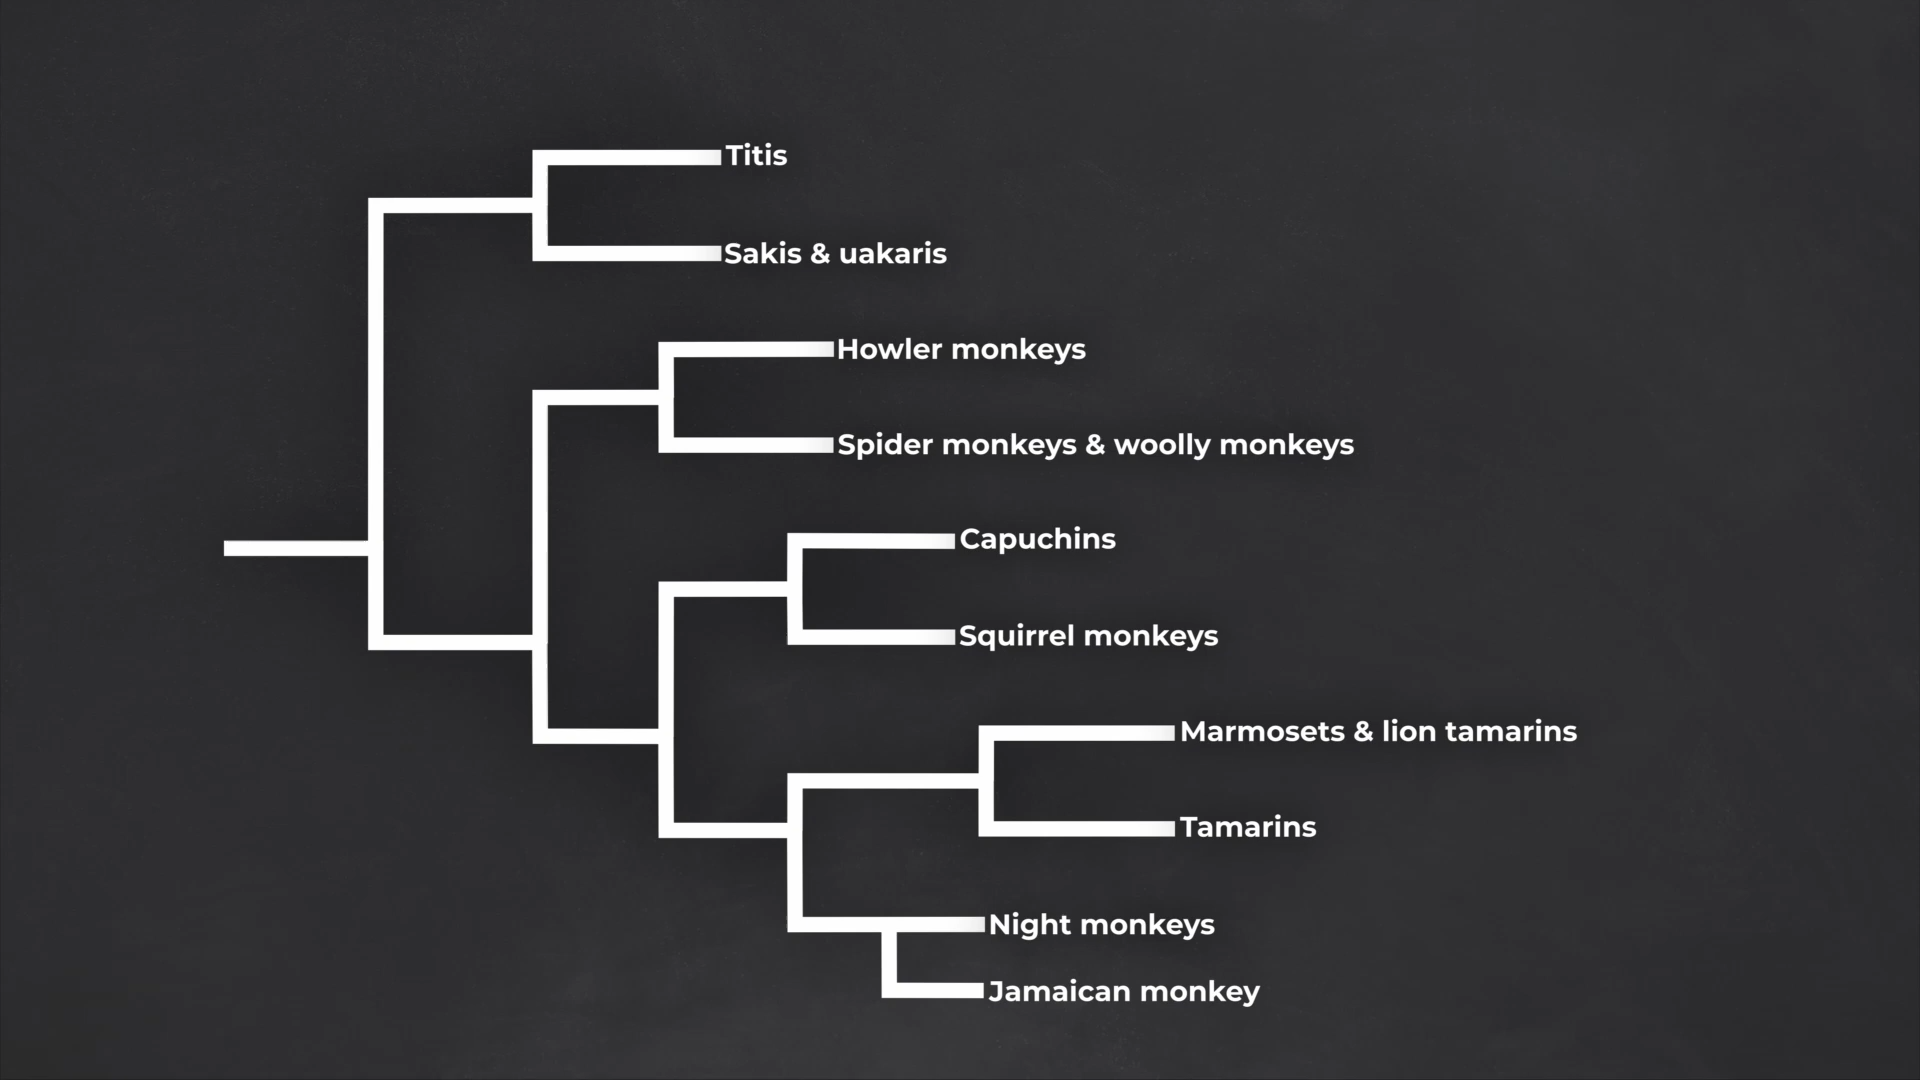 Titis
Sakis & uakaris
Howler monkeys
Spider monkeys & woolly monkeys
Capuchins
Squirrel monkeys
Marmosets & lion tamarins
Tamarins
Night monkeys
Jamaican monkey